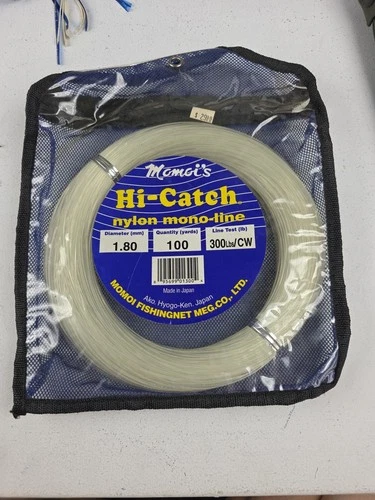 Momoi's
Hi-Catch
nylon mono-line
Diameter (mm) Quantity (yards) Line Test (lb)
1.80 100 300Lbs/CW
Made in Japan
Ako. Hyogo-Ken. Japan
MOMOI FISHINGNET MFG.CO., LTD.